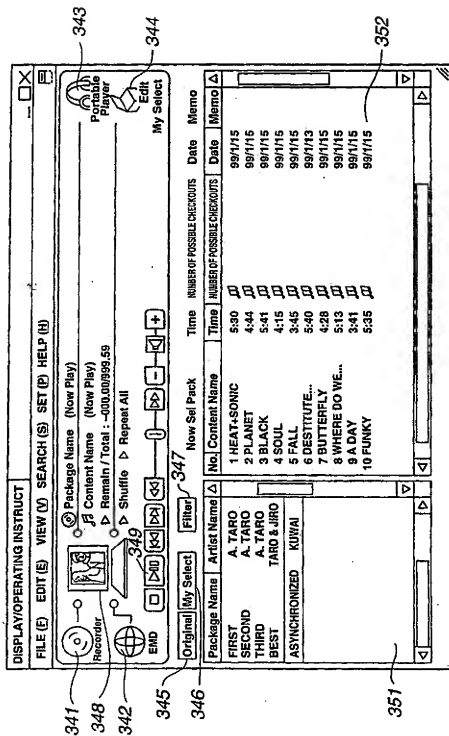 DISPLAY/OPERATING INSTRUCT
FILE (F) EDIT (E) VIEW (V) SEARCH (S) SET (P) HELP (H)
341
Recorder
348
342
EMD
349
Package Name (Now Play)
Content Name (Now Play)
Remain / Total : –000.00/999.59
Shuffle Repeat All
343
Portable Player
344
Edit
My Select
345
Original My Select Filter
346
347
Now Sel Pack Time NUMBER OF POSSIBLE CHECKOUTS Date Memo
Package Name Artist Name
FIRST A. TARO
SECOND A. TARO
THIRD A. TARO
BEST TARO & JIRO
ASYNCHRONIZED KUWAI
351
No. Content Name Time NUMBER OF POSSIBLE CHECKOUTS Date Memo
1 HEAT+SONIC 5:30 99/1/15
2 PLANET 4:44 99/1/15
3 BLACK 5:41 99/1/15
4 SOUL 4:15 99/1/15
5 FALL 3:45 99/1/15
6 DESTITUTE... 5:40 99/1/13
7 BUTTERFLY 4:28 99/1/15
8 WHERE DO WE... 5:13 99/1/15
9 A DAY 3:41 99/1/15
10 FUNKY 5:35 99/1/15
352